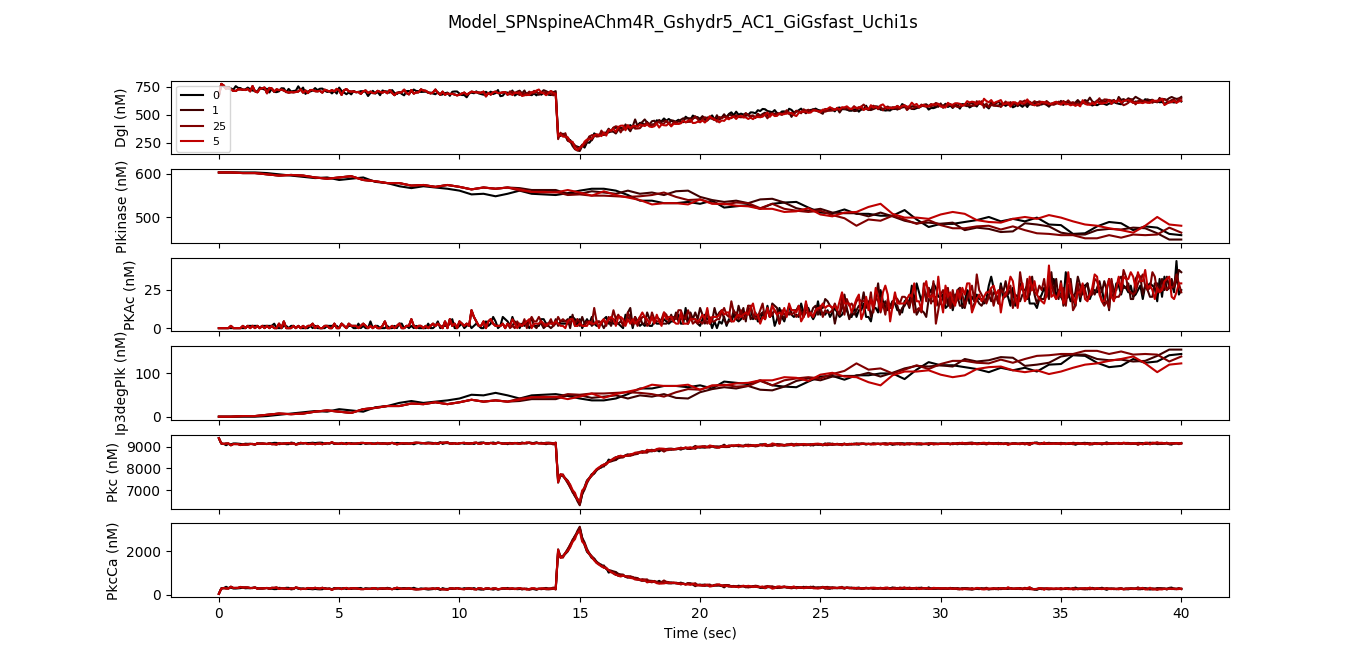 Model_SPNspineAChm4R_Gshydr5_AC1_GiGsfast_Uchi1s
Dgl (nM)
750
500
250
0
1
25
5
PIkinase (nM)
600
500
PKAc (nM)
25
0
Ip3degPIk (nM)
100
0
Pkc (nM)
9000
8000
7000
PkcCa (nM)
2000
0
0 5 10 15 20 25 30 35 40
Time (sec)